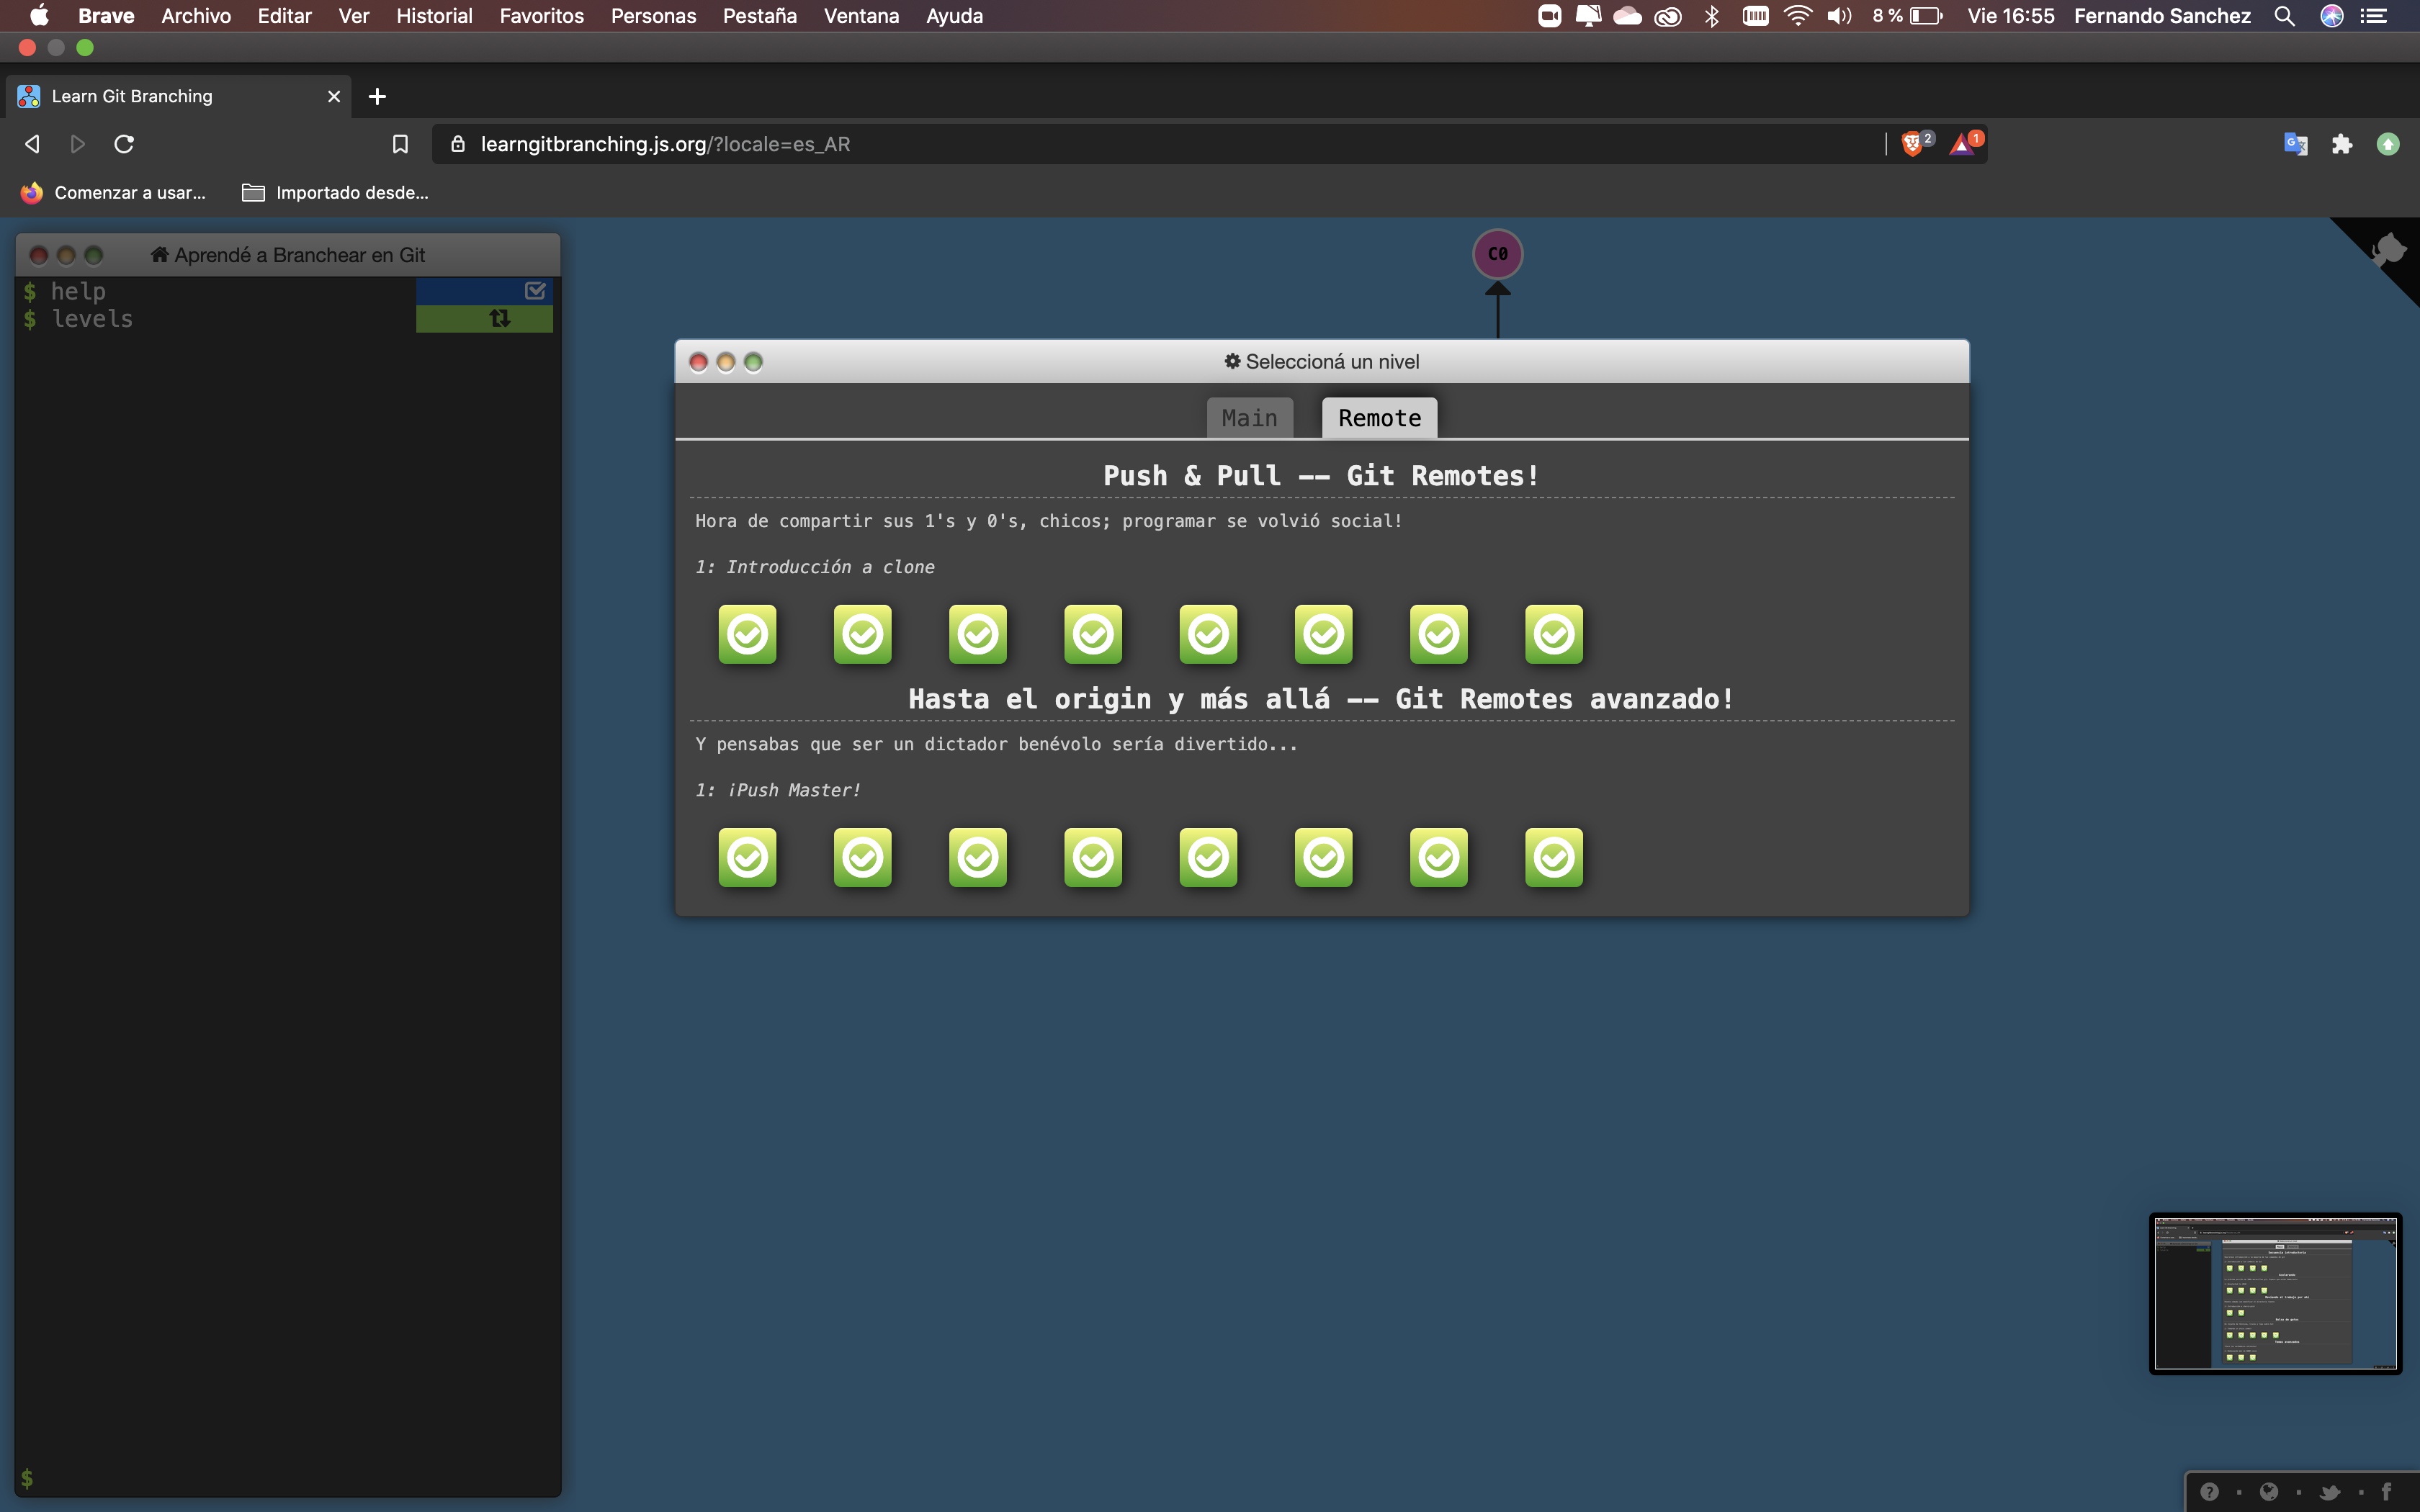 Brave Archivo Editar Ver Historial Favoritos Personas Pestaña Ventana Ayuda 8 % Vie 16:55 Fernando Sanchez
Learn Git Branching
learngitbranching.js.org/?locale=es_AR 2 1
Comenzar a usar... Importado desde...
Aprendé a Branchear en Git
$ help
$ levels
C0
Seleccioná un nivel
Main Remote
Push & Pull -- Git Remotes!
Hora de compartir sus 1's y 0's, chicos; programar se volvió social!
1: Introducción a clone
Hasta el origin y más allá -- Git Remotes avanzado!
Y pensabas que ser un dictador benévolo sería divertido...
1: ¡Push Master!
$